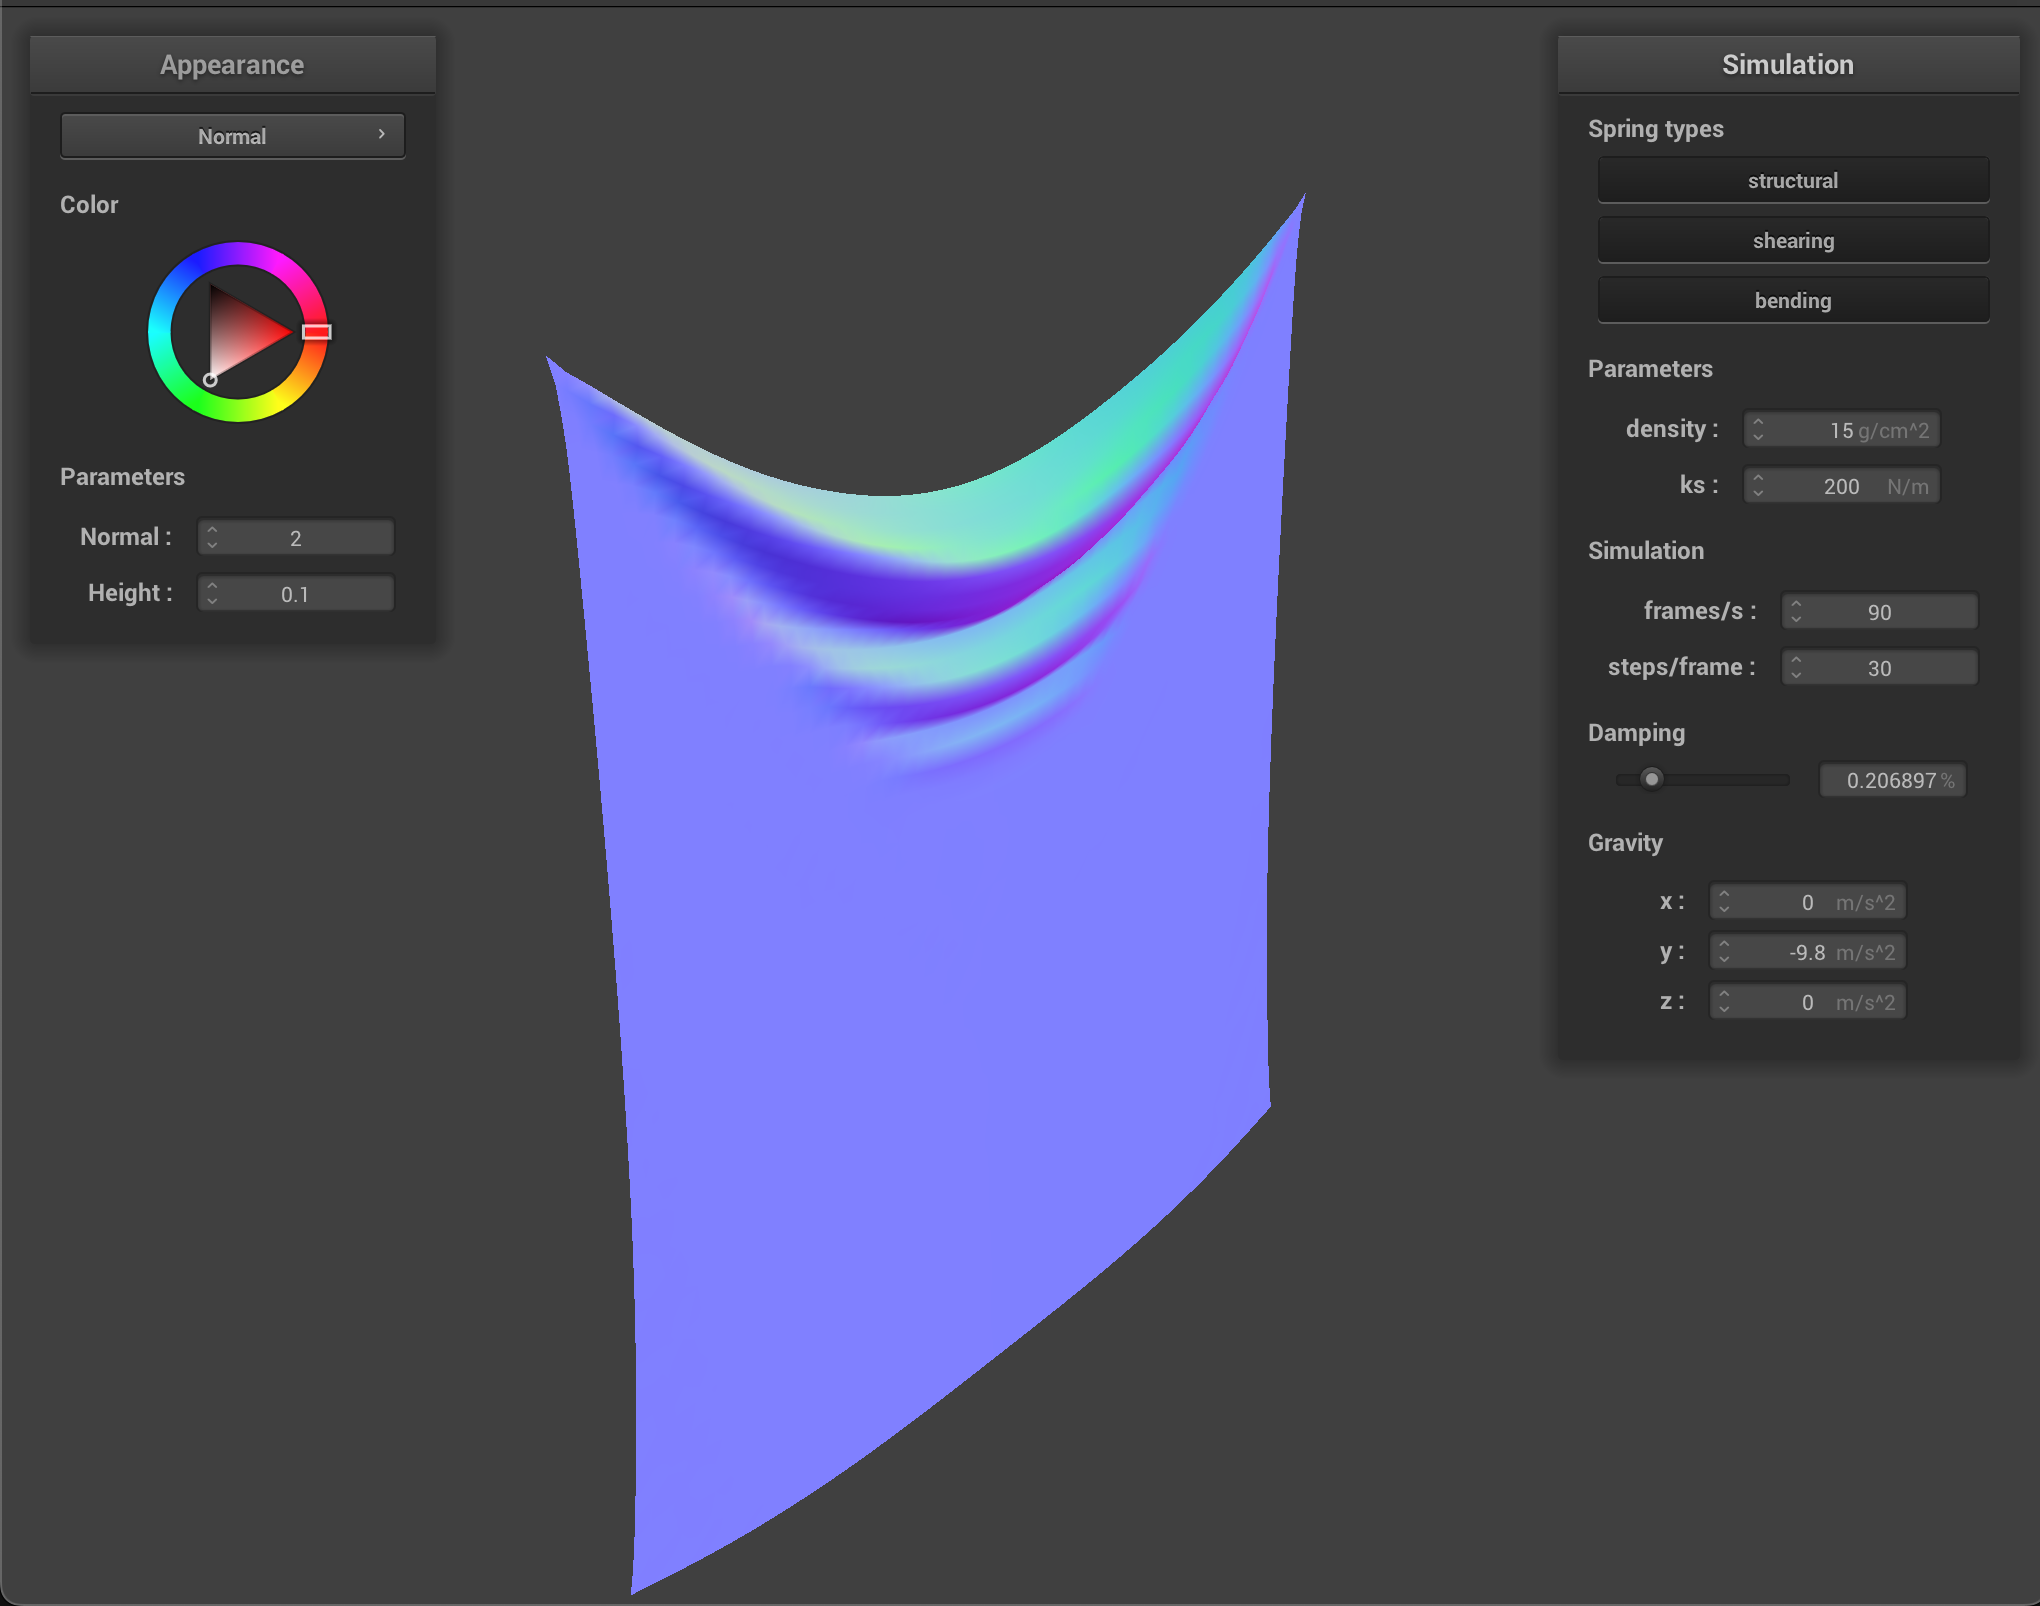 Appearance
Normal
Color
Parameters
Normal : 2
Height : 0.1
Simulation
Spring types
structural
shearing
bending
Parameters
density : 15 g/cm^2
ks : 200 N/m
Simulation
frames/s : 90
steps/frame : 30
Damping
0.206897 %
Gravity
x : 0 m/s^2
y : -9.8 m/s^2
z : 0 m/s^2